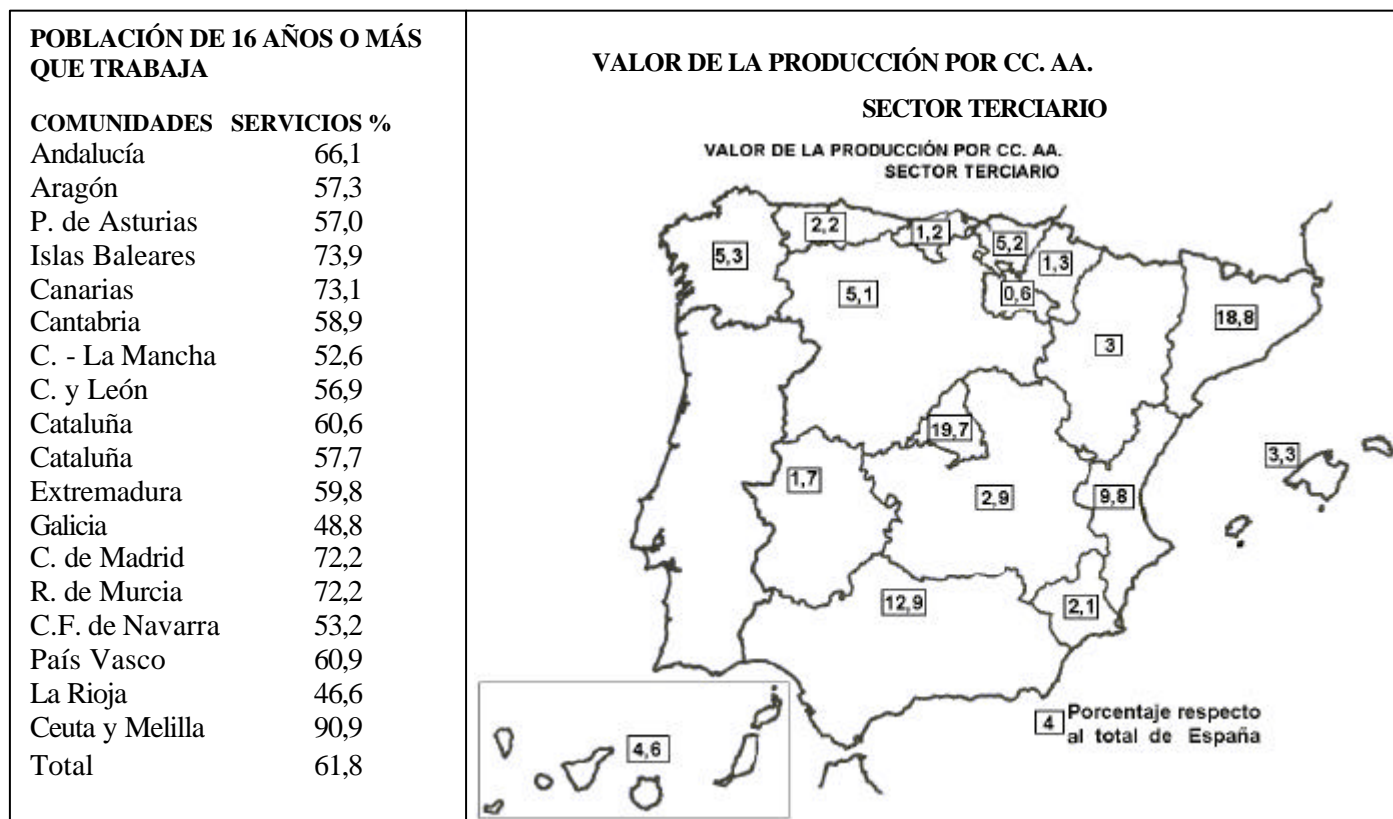 POBLACIÓN DE 16 AÑOS O MÁS
QUE TRABAJA
COMUNIDADES SERVICIOS %
Andalucía 66,1
Aragón 57,3
P. de Asturias 57,0
Islas Baleares 73,9
Canarias 73,1
Cantabria 58,9
C. - La Mancha 52,6
C. y León 56,9
Cataluña 60,6
Cataluña 57,7
Extremadura 59,8
Galicia 48,8
C. de Madrid 72,2
R. de Murcia 72,2
C.F. de Navarra 53,2
País Vasco 60,9
La Rioja 46,6
Ceuta y Melilla 90,9
Total 61,8
VALOR DE LA PRODUCCIÓN POR CC. AA.
SECTOR TERCIARIO
VALOR DE LA PRODUCCIÓN POR CC. AA.
SECTOR TERCIARIO
2,2
1,2
5,2
5,3
1,3
5,1
0,6
18,8
3
19,7
3,3
1,7
2,9
9,8
12,9
2,1
4 Porcentaje respecto
al total de España
4,6